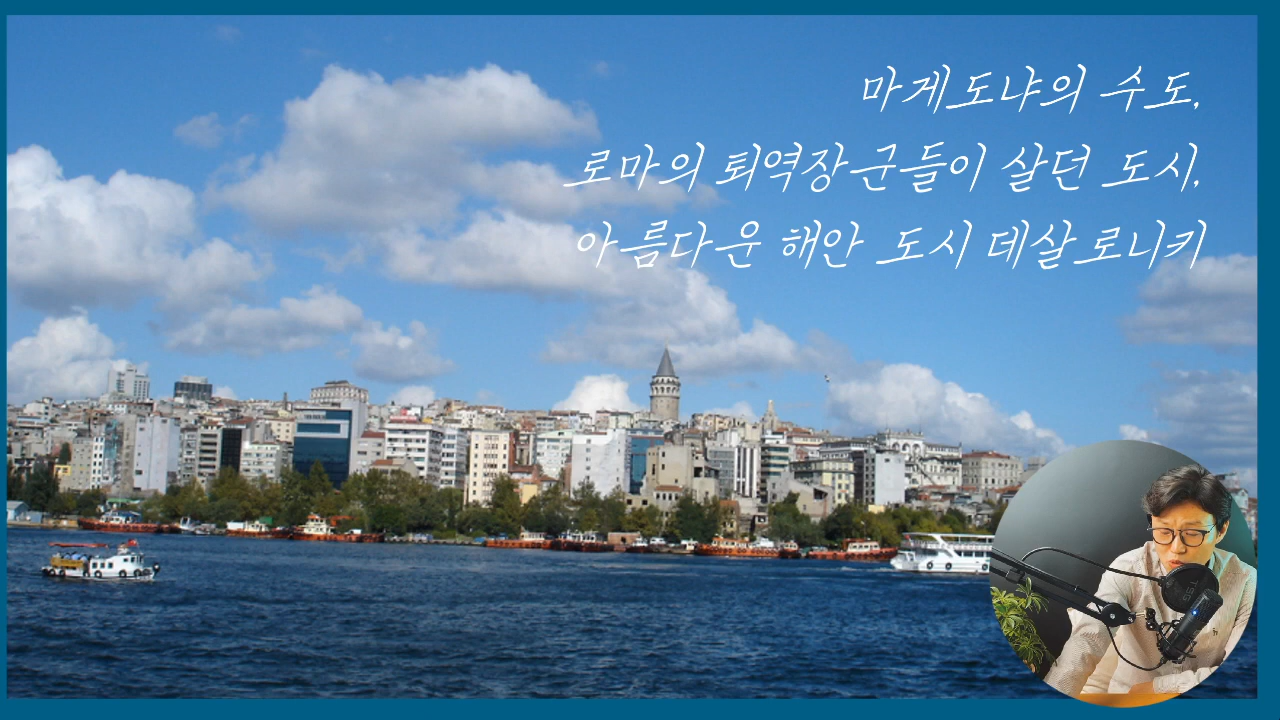 마게도냐의 수도,
로마의 퇴역장군들이 살던 도시,
아름다운 해안 도시 데살로니키